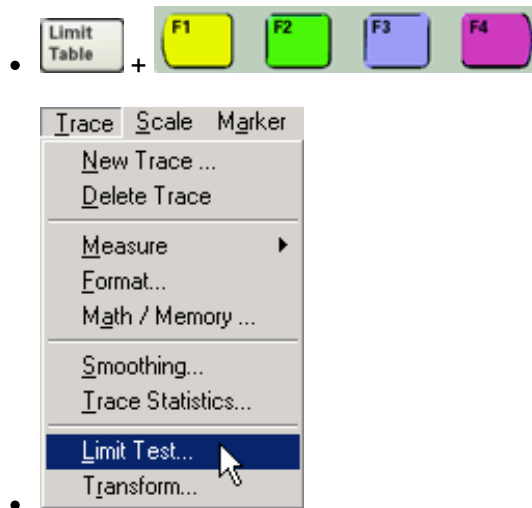 Limit
Table
+ F1 F2 F3 F4
Trace Scale Marker
New Trace ...
Delete Trace
Measure
Format...
Math / Memory ...
Smoothing...
Trace Statistics...
Limit Test...
Transform...